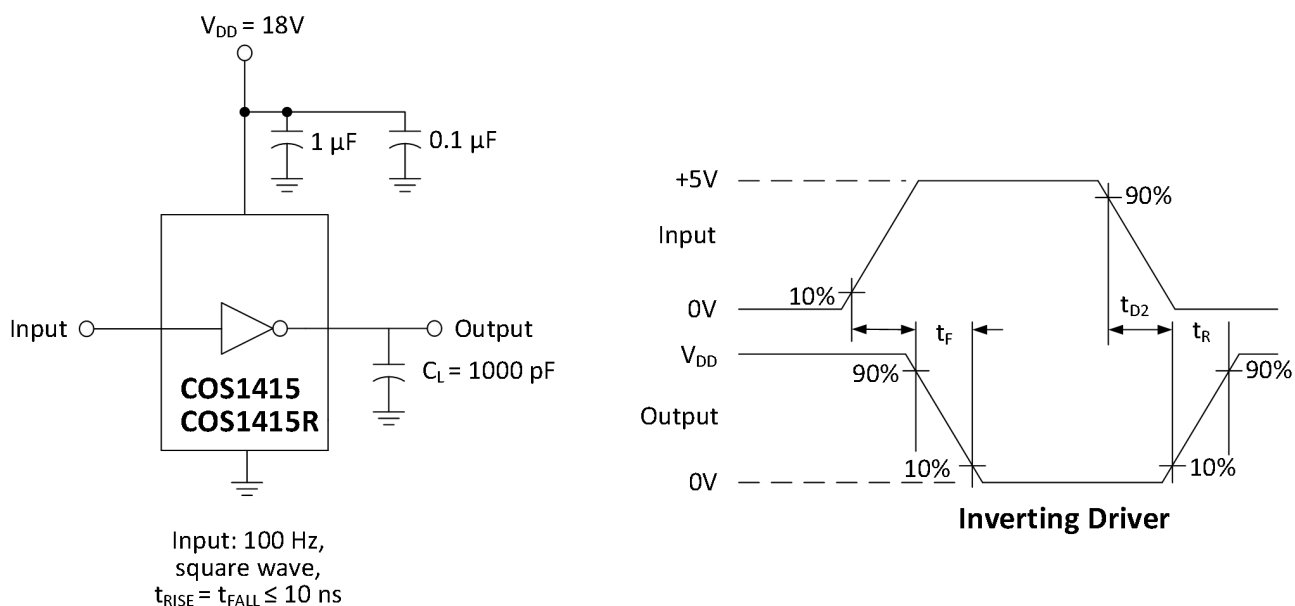 V_DD = 18V
1 µF
0.1 µF
Input
Output
C_L = 1000 pF
COS1415
COS1415R
Input: 100 Hz,
square wave,
t_RISE = t_FALL ≤ 10 ns
+5V
90%
Input
10%
0V
t_D2
t_F
t_R
V_DD
90%
90%
Output
10%
10%
0V
Inverting Driver